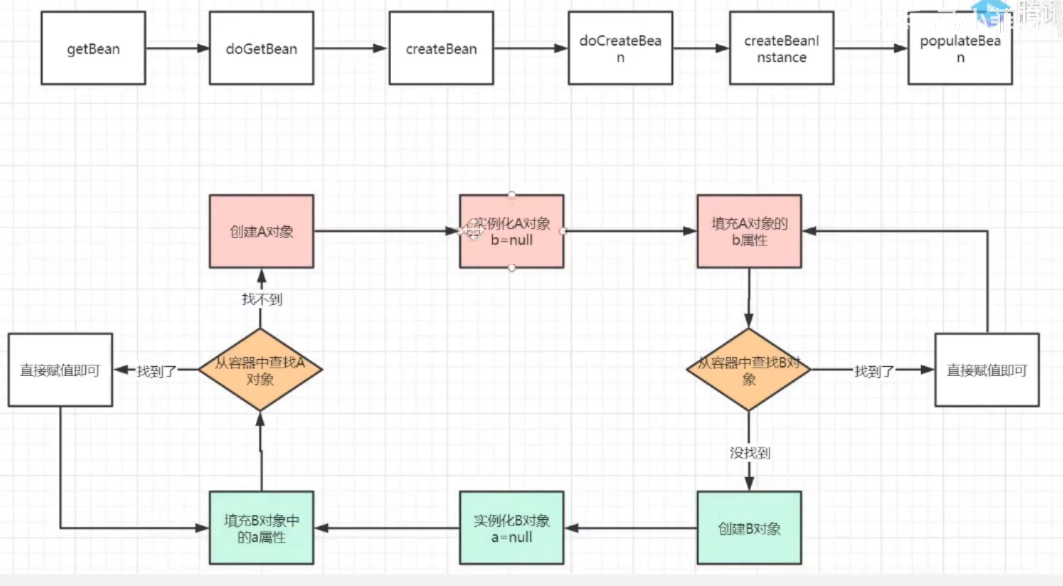 getBean
doGetBean
createBean
doCreateBea
n
createBeanI
nstance
populateBea
n
创建A对象
实例化A对象
b=null
填充A对象的
b属性
找不到
直接赋值即可
找到了
从容器中查找A
对象
从容器中查找B对
象
找到了
直接赋值即可
没找到
填充B对象中
的a属性
实例化B对象
a=null
创建B对象